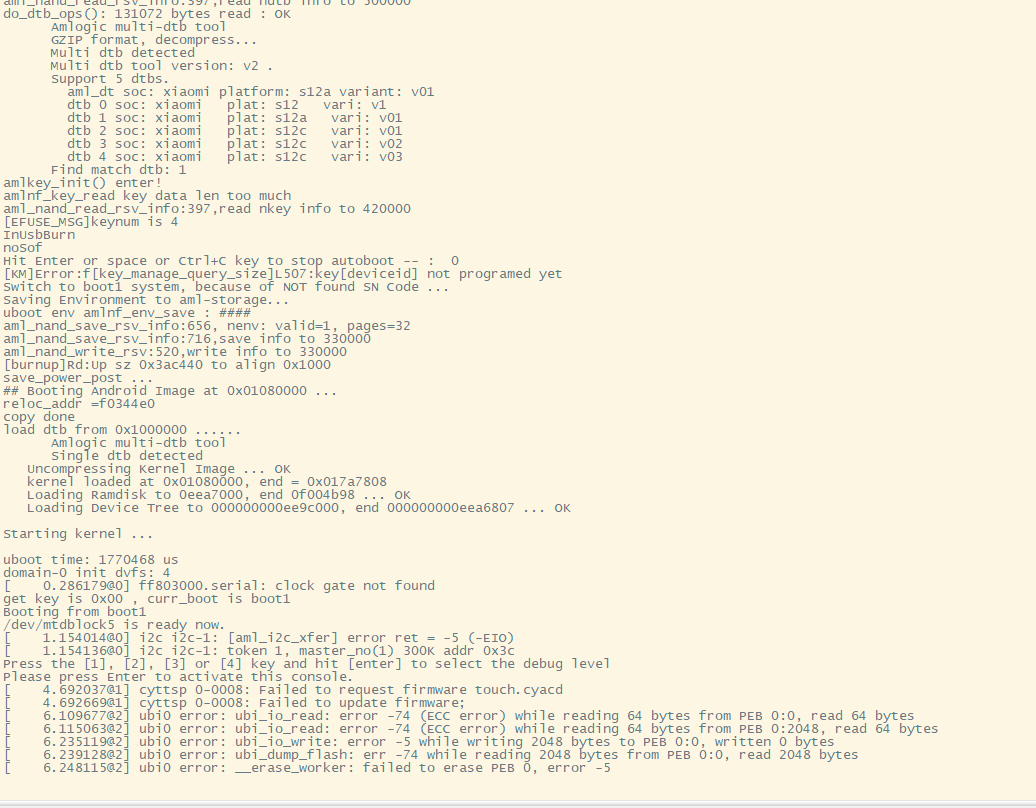 aml_nand_read_rsv_info:397,read ndtb info to 500000
do_dtb_ops(): 131072 bytes read : OK
      Amlogic multi-dtb tool
      GZIP format, decompress...
      Multi dtb detected
      Multi dtb tool version: v2 .
      Support 5 dtbs.
        aml_dt soc: xiaomi platform: s12a variant: v01
        dtb 0 soc: xiaomi   plat: s12   vari: v1
        dtb 1 soc: xiaomi   plat: s12a   vari: v01
        dtb 2 soc: xiaomi   plat: s12c   vari: v01
        dtb 3 soc: xiaomi   plat: s12c   vari: v02
        dtb 4 soc: xiaomi   plat: s12c   vari: v03
      Find match dtb: 1
amlkey_init() enter!
amlnf_key_read key data len too much
aml_nand_read_rsv_info:397,read nkey info to 420000
[EFUSE_MSG]keynum is 4
InUsbBurn
noSof
Hit Enter or space or Ctrl+C key to stop autoboot -- :  0
[KM]Error:f[key_manage_query_size]L507:key[deviceid] not programed yet
Switch to boot1 system, because of NOT found SN Code ...
Saving Environment to aml-storage...
uboot env amlnf_env_save : ####
aml_nand_save_rsv_info:656, nenv: valid=1, pages=32
aml_nand_save_rsv_info:716,save info to 330000
aml_nand_write_rsv:520,write info to 330000
[burnup]Rd:Up sz 0x3ac440 to align 0x1000
save_power_post ...
## Booting Android Image at 0x01080000 ...
reloc_addr =f0344e0
copy done
load dtb from 0x1000000 ......
      Amlogic multi-dtb tool
      Single dtb detected
   Uncompressing Kernel Image ... OK
   kernel loaded at 0x01080000, end = 0x017a7808
   Loading Ramdisk to 0eea7000, end 0f004b98 ... OK
   Loading Device Tree to 000000000ee9c000, end 000000000eea6807 ... OK

Starting kernel ...

uboot time: 1770468 us
domain-0 init dvfs: 4
[    0.286179@0] ff803000.serial: clock gate not found
get key is 0x00 , curr_boot is boot1
Booting from boot1
/dev/mtdblock5 is ready now.
[    1.154014@0] i2c i2c-1: [aml_i2c_xfer] error ret = -5 (-EIO)
[    1.154136@0] i2c i2c-1: token 1, master_no(1) 300K addr 0x3c
Press the [1], [2], [3] or [4] key and hit [enter] to select the debug level
Please press Enter to activate this console.
[    4.692037@1] cyttsp 0-0008: Failed to request firmware touch.cyacd
[    4.692669@1] cyttsp 0-0008: Failed to update firmware;
[    6.109677@2] ubi0 error: ubi_io_read: error -74 (ECC error) while reading 64 bytes from PEB 0:0, read 64 bytes
[    6.115063@2] ubi0 error: ubi_io_read: error -74 (ECC error) while reading 64 bytes from PEB 0:2048, read 64 bytes
[    6.235119@2] ubi0 error: ubi_io_write: error -5 while writing 2048 bytes to PEB 0:0, written 0 bytes
[    6.239128@2] ubi0 error: ubi_dump_flash: err -74 while reading 2048 bytes from PEB 0:0, read 2048 bytes
[    6.248115@2] ubi0 error: __erase_worker: failed to erase PEB 0, error -5